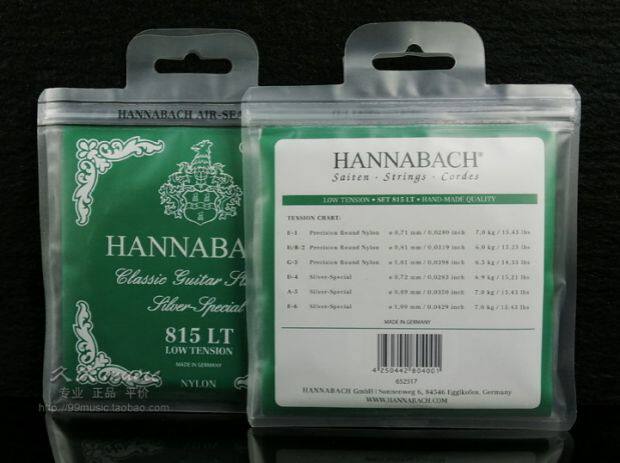 HANNABACH AIR-SEA
HANNABAC
Classic Guitar St
Silver-Special
815 LT
LOW TENSION
MADE IN GERMANY
NYLON
专业 正品 平价
http://99music.taobao.com
HANNABACH®
Saiten · Strings · Cordes
LOW TENSION • SET 815 LT • HAND-MADE QUALITY
TENSION CHART:
E-1 Precision Round Nylon ø 0,71 mm / 0,0280 inch 7.0 kg / 15.43 lbs
H/B-2 Precision Round Nylon ø 0,81 mm / 0,0319 inch 6.0 kg / 13.23 lbs
G-3 Precision Round Nylon ø 1,01 mm / 0,0398 inch 6.5 kg / 14.33 lbs
D-4 Silver-Special ø 0,72 mm / 0,0283 inch 6.9 kg / 15,21 lbs
A-5 Silver-Special ø 0,89 mm / 0,0350 inch 7.0 kg / 15,43 lbs
E-6 Silver-Special ø 1,09 mm / 0,0429 inch 7.0 kg / 15.43 lbs
MADE IN GERMANY
4 250442 804001
652517
HANNABACH GmbH | Sonnenweg 6, 84546 Egglkofen, Germany
WWW.HANNABACH.COM